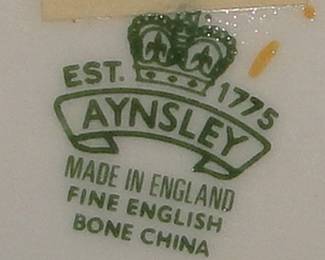 EST. 1775
AYNSLEY
MADE IN ENGLAND
FINE ENGLISH
BONE CHINA